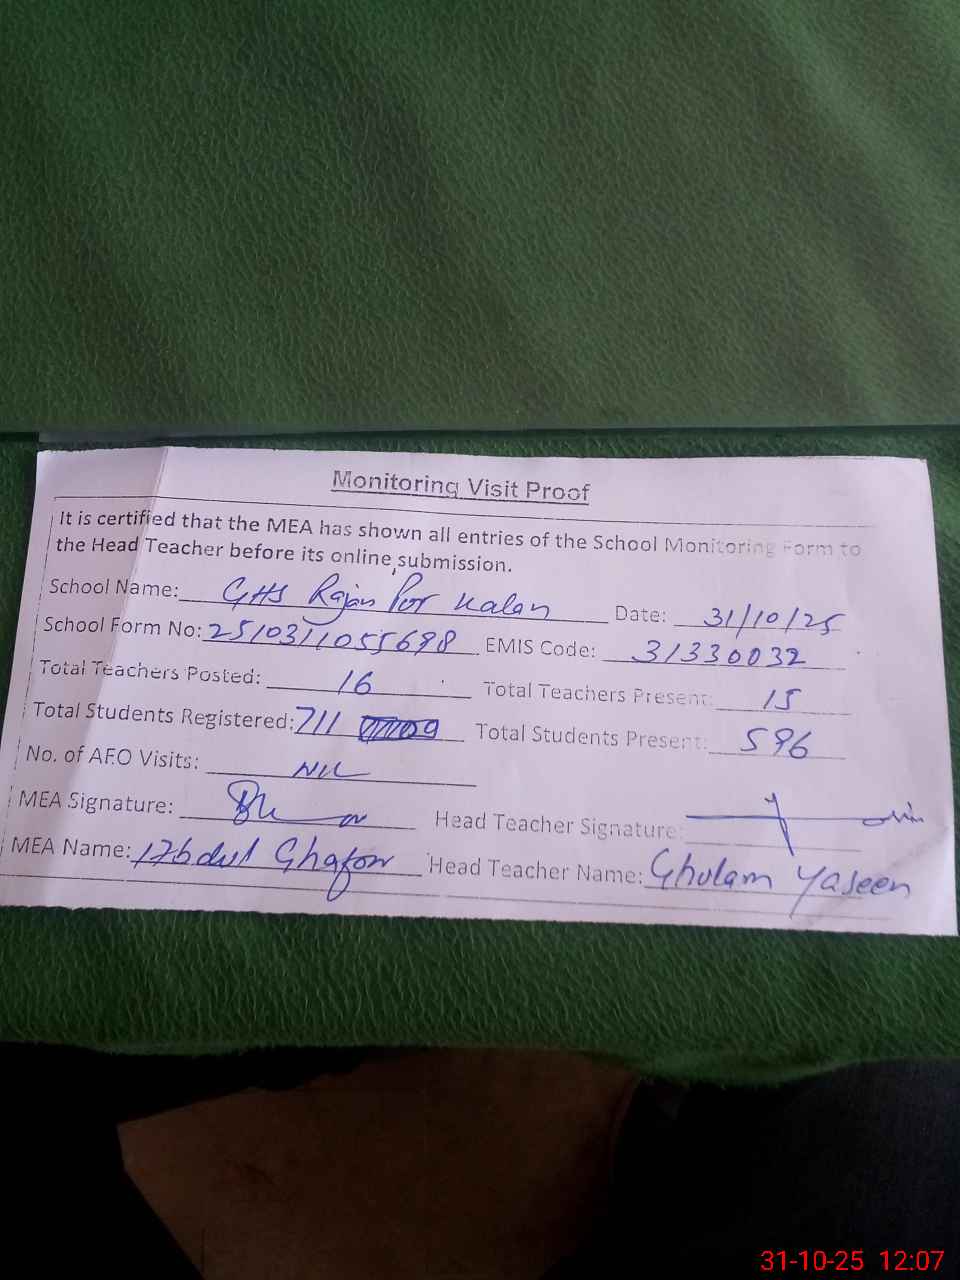 Monitoring Visit Proof
It is certified that the MEA has shown all entries of the School Monitoring Form to
the Head Teacher before its online submission.
School Name: GHS Rajan Pur Kalan Date: 31/10/25
School Form No: 2510311055698 EMIS Code: 31330032
Total Teachers Posted: 16 Total Teachers Present: 15
Total Students Registered: 711 Total Students Present: 596
No. of AEO Visits: Nil
MEA Signature: Head Teacher Signature:
MEA Name: Abdul Ghafoor Head Teacher Name: Ghulam Yaseen
31-10-25 12:07